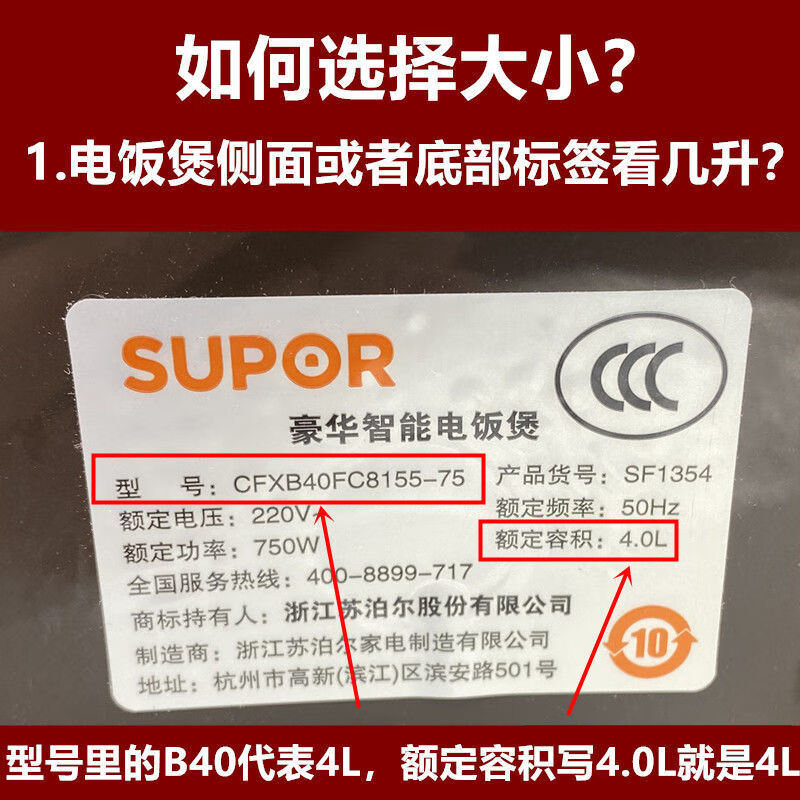 如何选择大小？
1.电饭煲侧面或者底部标签看几升？
SUPOR
CCC
豪华智能电饭煲
型 号：CFXB40FC8155-75
产品货号：SF1354
额定电压：220V~
额定频率：50Hz
额定功率：750W
额定容积：4.0L
全国服务热线：400-8899-717
商标持有人：浙江苏泊尔股份有限公司
制造商：浙江苏泊尔家电制造有限公司
地址：杭州市高新(滨江)区滨安路501号
10
型号里的B40代表4L，额定容积写4.0L就是4L